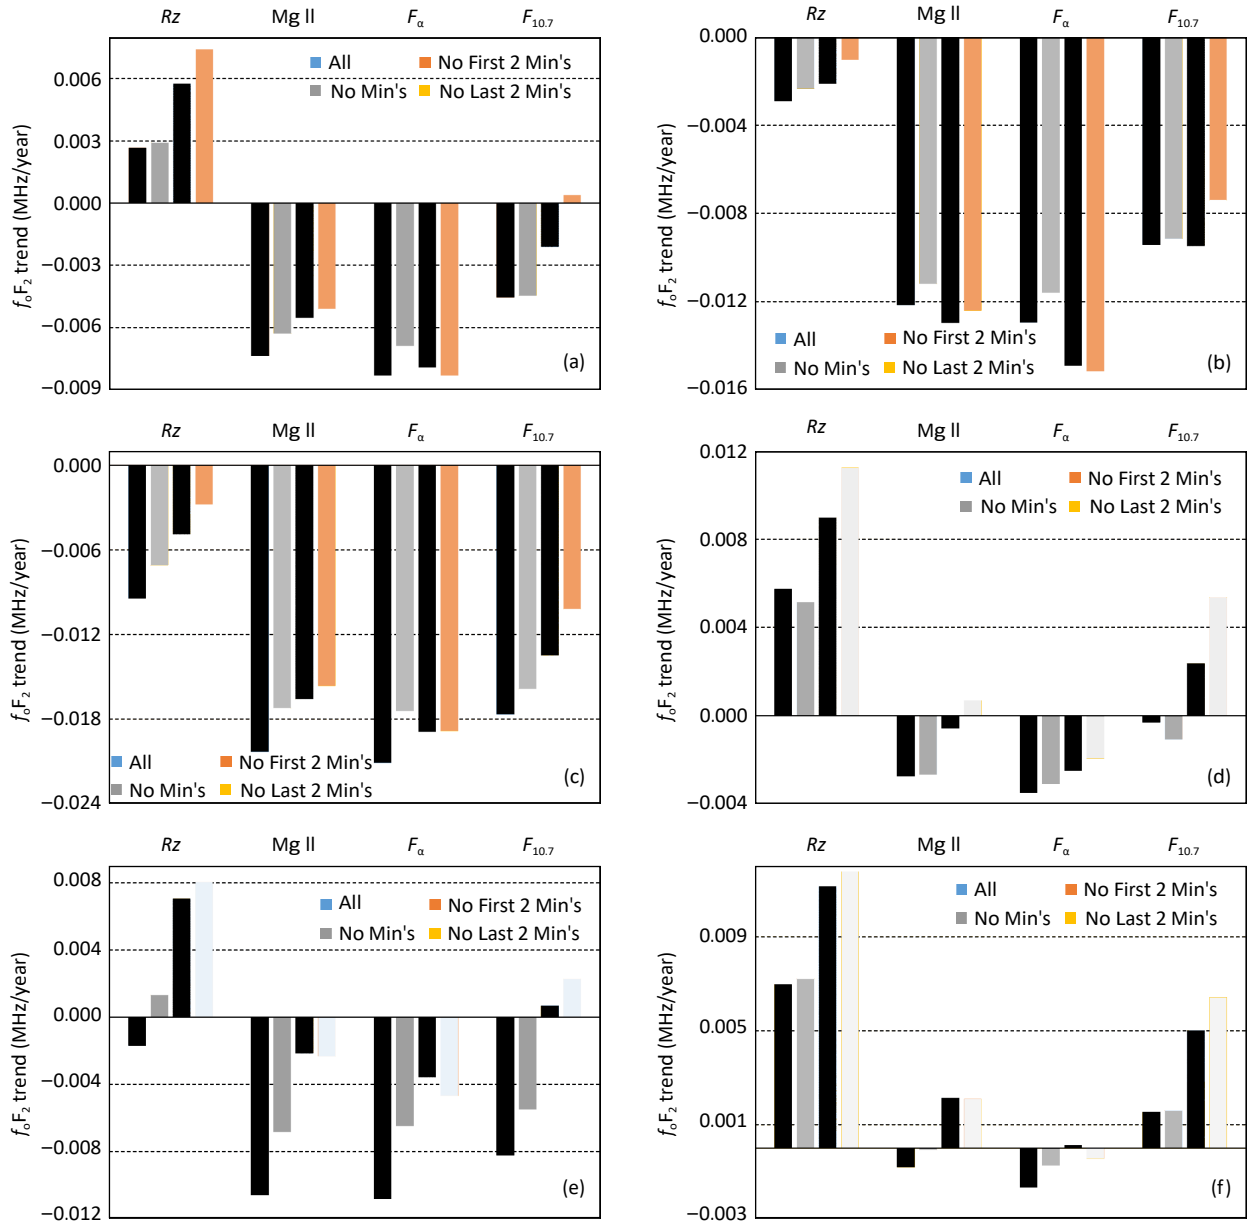 Rz Mg ll Fα F10.7
0.006
0.003
0.000
−0.003
−0.006
−0.009
foF2 trend (MHz/year)
All No First 2 Min's
No Min's No Last 2 Min's
(a)
Rz Mg ll Fα F10.7
0.000
−0.004
−0.008
−0.012
−0.016
foF2 trend (MHz/year)
All No First 2 Min's
No Min's No Last 2 Min's
(b)
Rz Mg ll Fα F10.7
0.000
−0.006
−0.012
−0.018
−0.024
foF2 trend (MHz/year)
All No First 2 Min's
No Min's No Last 2 Min's
(c)
Rz Mg ll Fα F10.7
0.012
0.008
0.004
0.000
−0.004
foF2 trend (MHz/year)
All No First 2 Min's
No Min's No Last 2 Min's
(d)
Rz Mg ll Fα F10.7
0.008
0.004
0.000
−0.004
−0.008
−0.012
foF2 trend (MHz/year)
All No First 2 Min's
No Min's No Last 2 Min's
(e)
Rz Mg ll Fα F10.7
0.009
0.005
0.001
−0.003
foF2 trend (MHz/year)
All No First 2 Min's
No Min's No Last 2 Min's
(f)